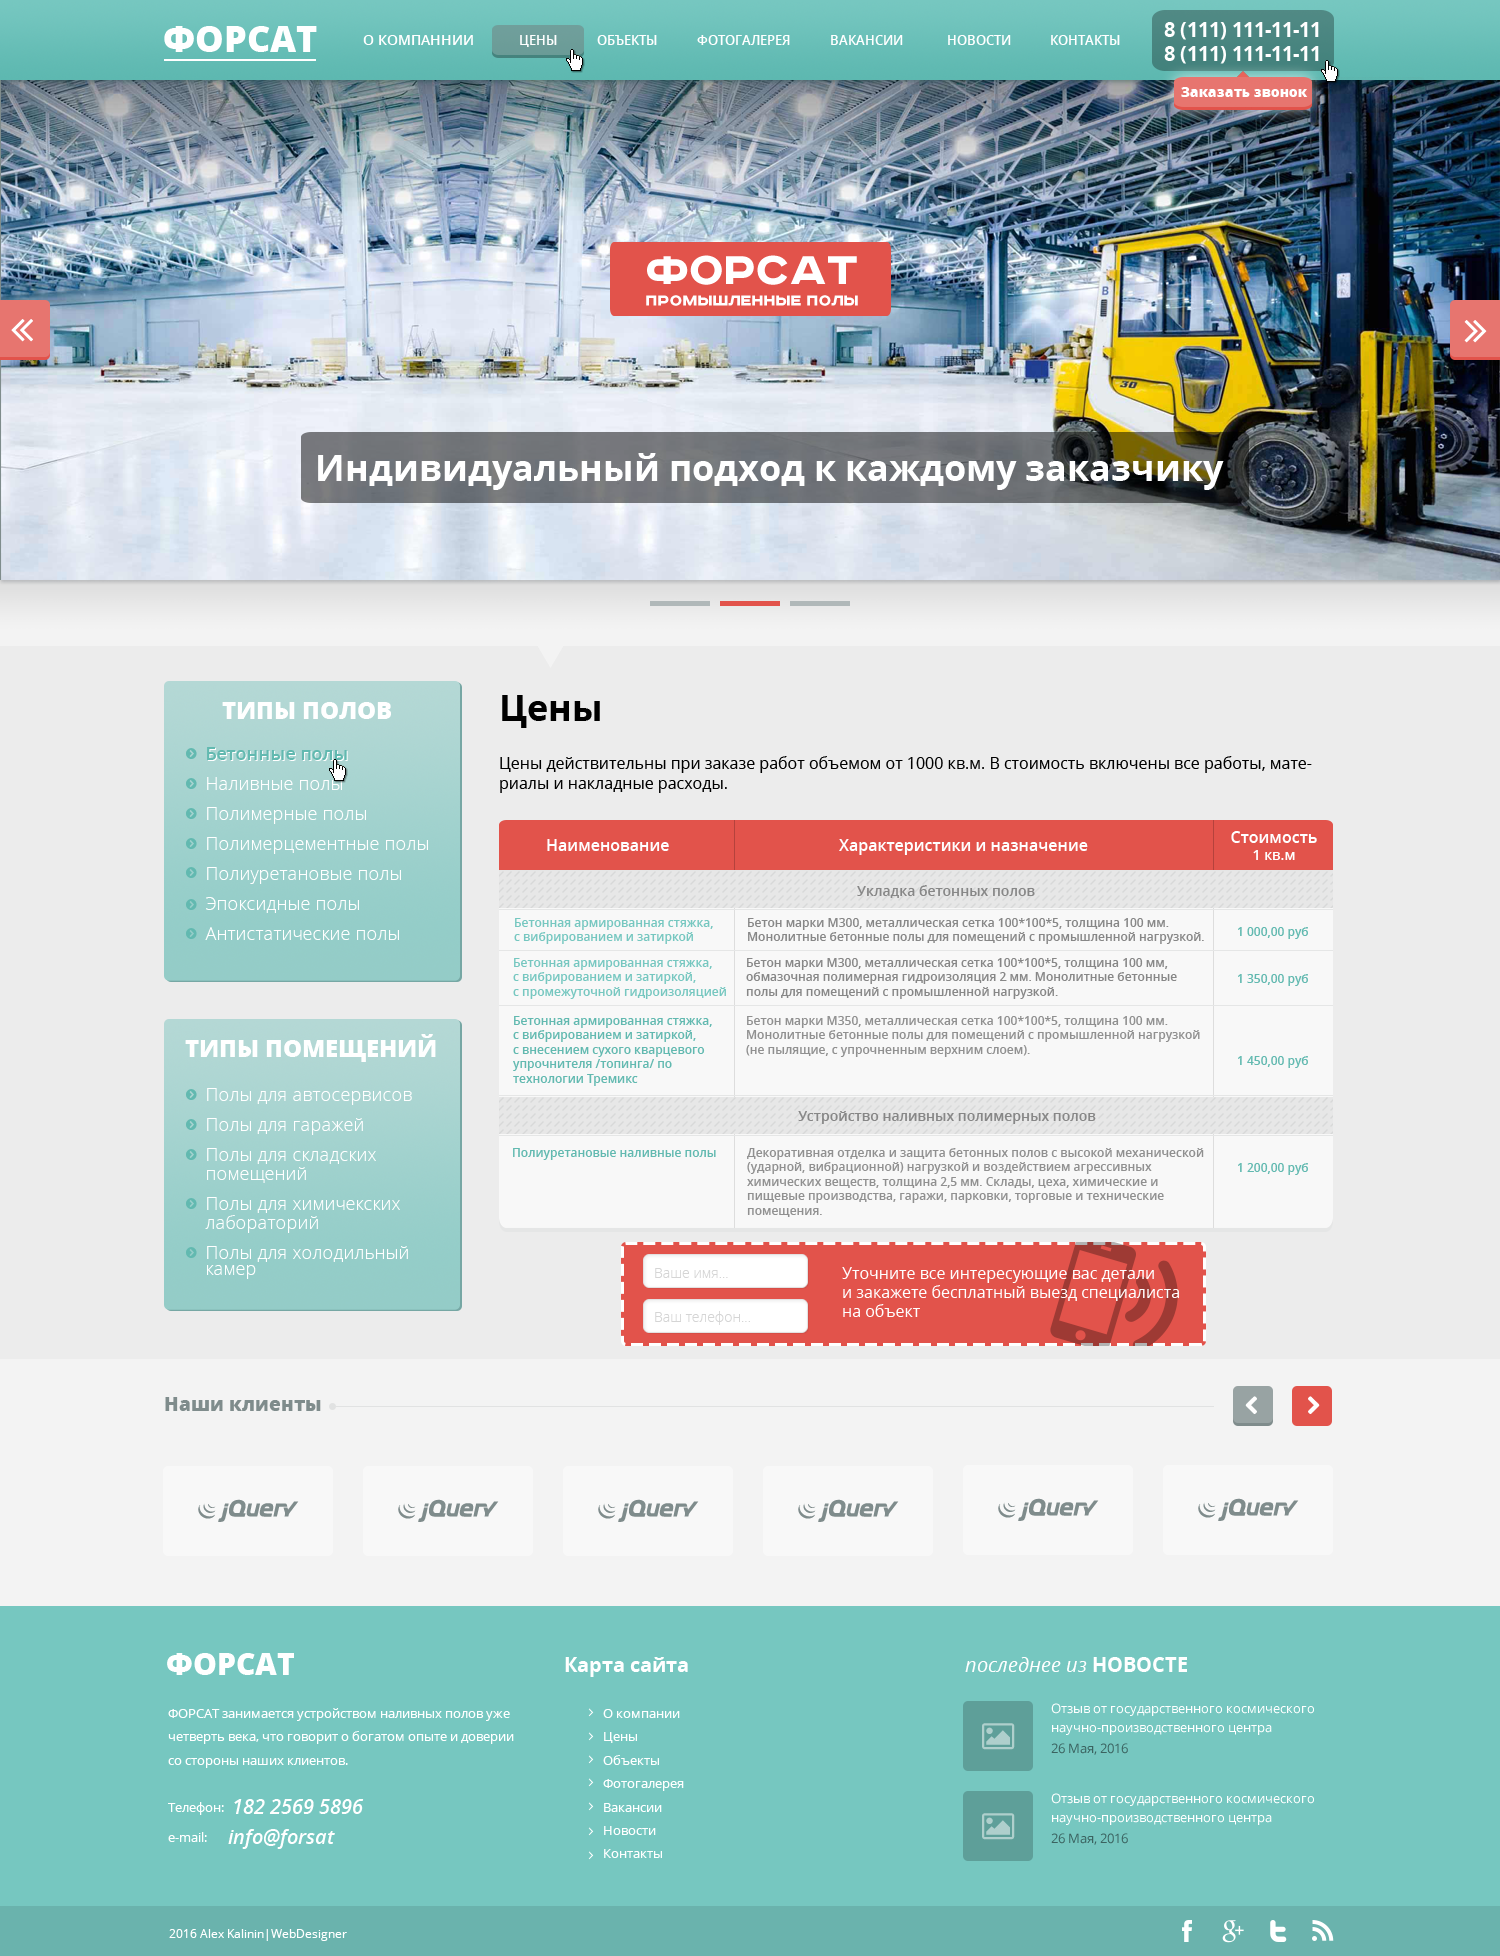 ФОРСАТ
О КОМПАННИИ
ЦЕНЫ
ОБЪЕКТЫ
ФОТОГАЛЕРЕЯ
ВАКАНСИИ
НОВОСТИ
КОНТАКТЫ
8 (111) 111-11-11
8 (111) 111-11-11
Заказать звонок
ФОРСАТ
ПРОМЫШЛЕННЫЕ ПОЛЫ
30
Индивидуальный подход к каждому заказчику
ТИПЫ ПОЛОВ
Бетонные полы
Наливные полы
Полимерные полы
Полимерцементные полы
Полиуретановые полы
Эпоксидные полы
Антистатические полы
ТИПЫ ПОМЕЩЕНИЙ
Полы для автосервисов
Полы для гаражей
Полы для складских
помещений
Полы для химичекских
лабораторий
Полы для холодильный
камер
Цены
Цены действительны при заказе работ объемом от 1000 кв.м. В стоимость включены все работы, мате-
риалы и накладные расходы.
Наименование
Характеристики и назначение
Стоимость
1 кв.м
Укладка бетонных полов
Бетонная армированная стяжка,
с вибрированием и затиркой
Бетон марки М300, металлическая сетка 100*100*5, толщина 100 мм.
Монолитные бетонные полы для помещений с промышленной нагрузкой.
1 000,00 руб
Бетонная армированная стяжка,
с вибрированием и затиркой,
с промежуточной гидроизоляцией
Бетон марки М300, металлическая сетка 100*100*5, толщина 100 мм,
обмазочная полимерная гидроизоляция 2 мм. Монолитные бетонные
полы для помещений с промышленной нагрузкой.
1 350,00 руб
Бетонная армированная стяжка,
с вибрированием и затиркой,
с внесением сухого кварцевого
упрочнителя /топинга/ по
технологии Тремикс
Бетон марки М350, металлическая сетка 100*100*5, толщина 100 мм.
Монолитные бетонные полы для помещений с промышленной нагрузкой
(не пылящие, с упрочненным верхним слоем).
1 450,00 руб
Устройство наливных полимерных полов
Полиуретановые наливные полы
Декоративная отделка и защита бетонных полов с высокой механической
(ударной, вибрационной) нагрузкой и воздействием агрессивных
химических веществ, толщина 2,5 мм. Склады, цеха, химические и
пищевые производства, гаражи, парковки, торговые и технические
помещения.
1 200,00 руб
Ваше имя...
Ваш телефон...
Уточните все интересующие вас детали
и закажете бесплатный выезд специалиста
на объект
Наши клиенты
jQuery
jQuery
jQuery
jQuery
jQuery
jQuery
ФОРСАТ
ФОРСАТ занимается устройством наливных полов уже
четверть века, что говорит о богатом опыте и доверии
со стороны наших клиентов.
Телефон: 182 2569 5896
e-mail: info@forsat
Карта сайта
О компании
Цены
Объекты
Фотогалерея
Вакансии
Новости
Контакты
последнее из НОВОСТЕ
Отзыв от государственного космического
научно-производственного центра
26 Мая, 2016
Отзыв от государственного космического
научно-производственного центра
26 Мая, 2016
2016 Alex Kalinin|WebDesigner